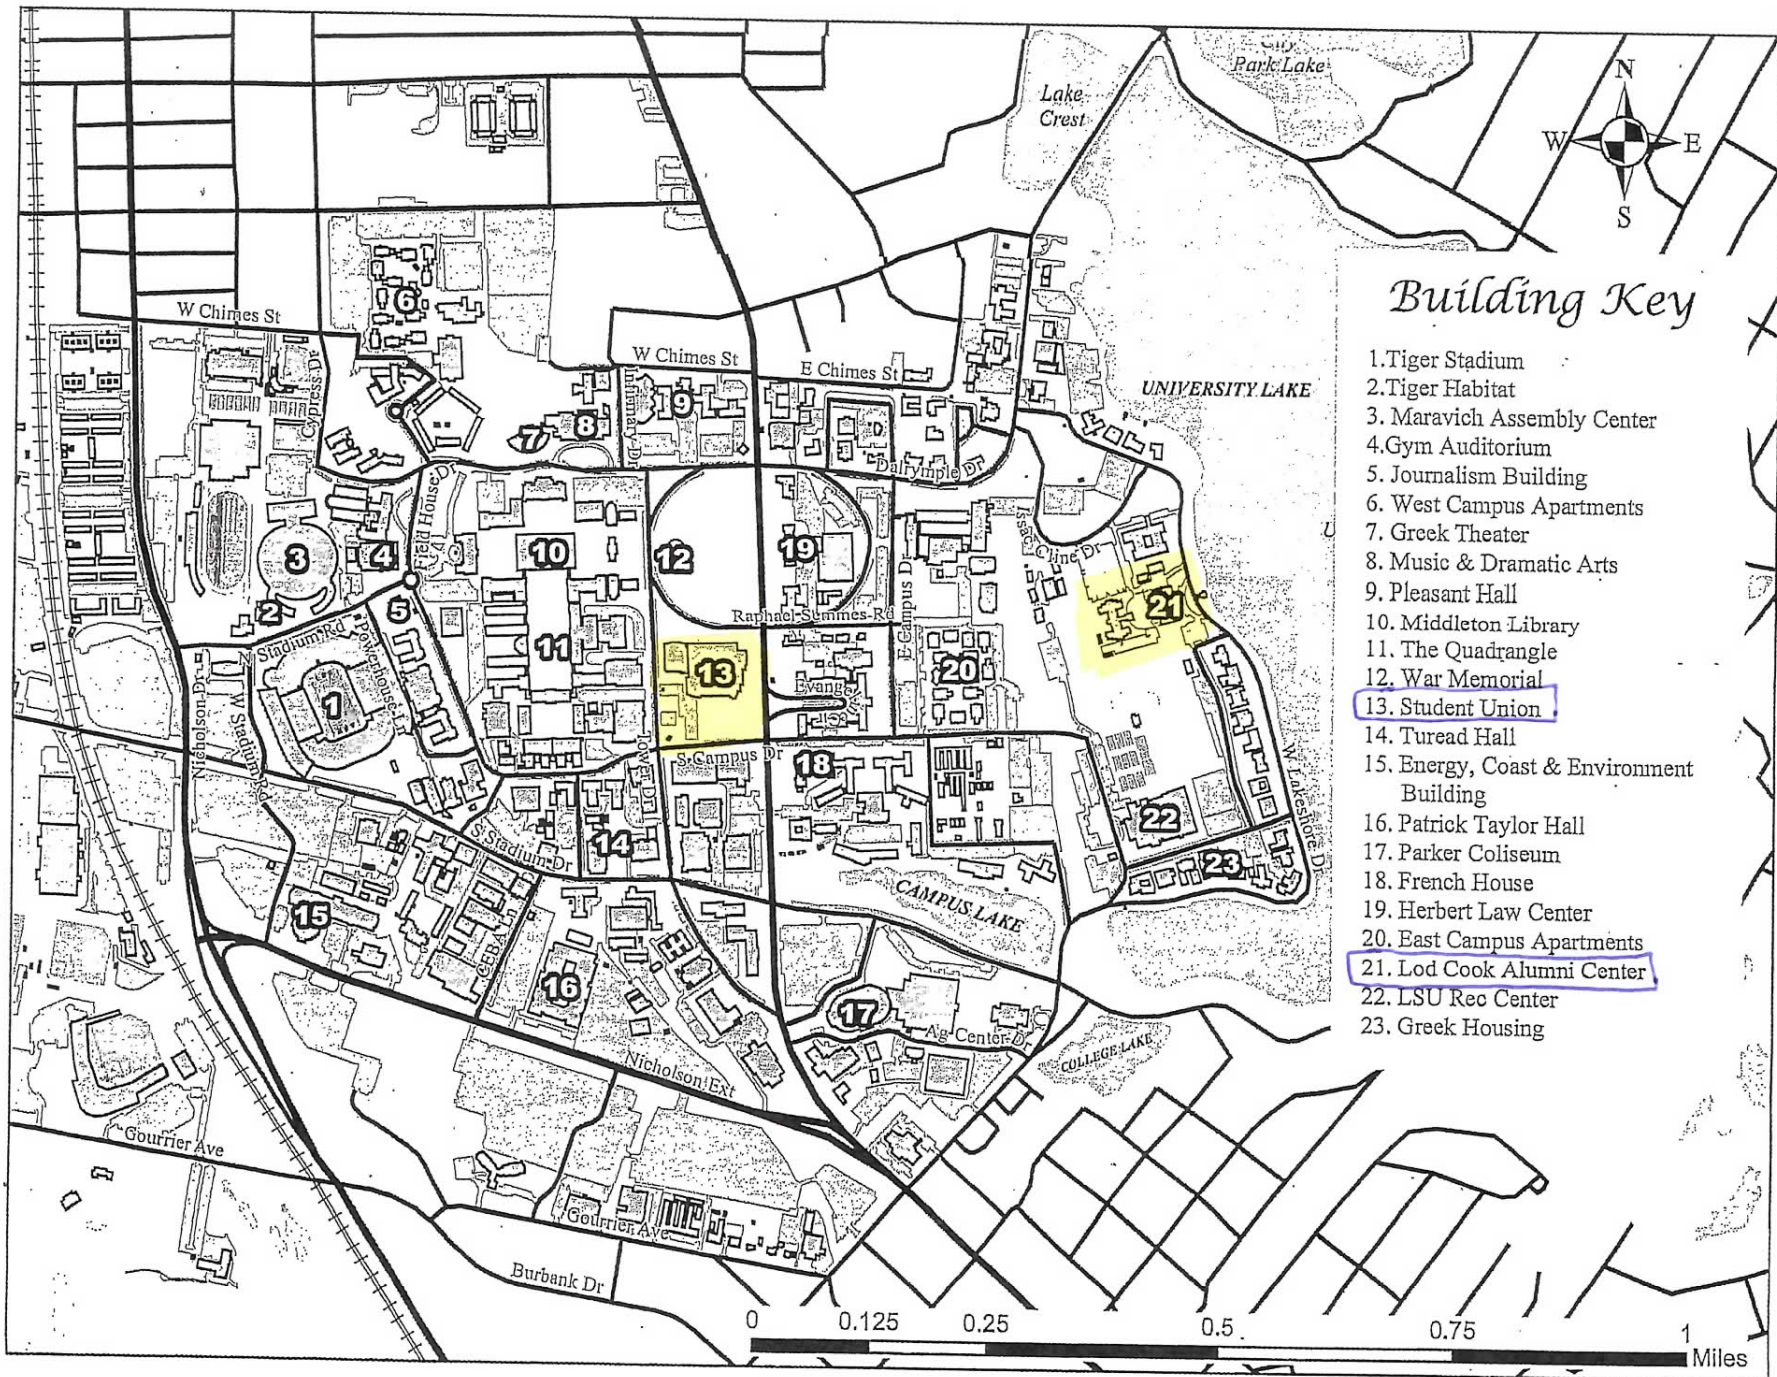 City
Park Lake
Lake
Crest
N
W E
S
W Chimes St
W Chimes St
E Chimes St
Cypress Dr
UNIVERSITY LAKE
Dalrymple Dr
Field House Dr
Issac Cline Dr
E Campus Dr
Raphael Semmes Rd
N Stadium Rd
W Stadium Rd
Powerhouse Ln
Nicholson Dr
Evange
S Campus Dr
Tower Dr
S Stadium Dr
W Lakeshore Dr
CAMPUS LAKE
CEB
Ag Center Dr
COLLEGE LAKE
Nicholson Ext
Gourrier Ave
Gourrier Ave
Burbank Dr
6
7
8
9
3
4
10
12
19
2
5
11
21
13
20
1
18
14
22
23
15
16
17
Building Key
1.Tiger Stadium
2.Tiger Habitat
3. Maravich Assembly Center
4.Gym Auditorium
5. Journalism Building
6. West Campus Apartments
7. Greek Theater
8. Music & Dramatic Arts
9. Pleasant Hall
10. Middleton Library
11. The Quadrangle
12. War Memorial
13. Student Union
14. Turead Hall
15. Energy, Coast & Environment
Building
16. Patrick Taylor Hall
17. Parker Coliseum
18. French House
19. Herbert Law Center
20. East Campus Apartments
21. Lod Cook Alumni Center
22. LSU Rec Center
23. Greek Housing
0 0.125 0.25 0.5 0.75 1
Miles